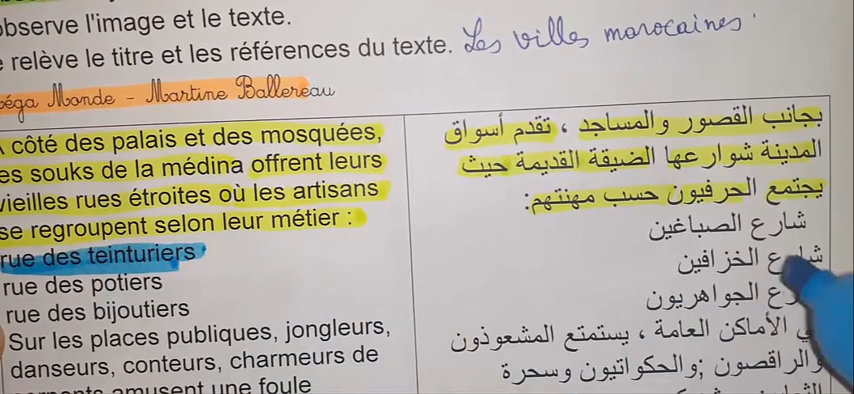 observe l'image et le texte.
relève le titre et les références du texte. Les villes marocaines.
Monde - Martine Ballereau
A côté des palais et des mosquées,
les souks de la médina offrent leurs
vieilles rues étroites où les artisans
se regroupent selon leur métier :
rue des teinturiers
rue des potiers
rue des bijoutiers
Sur les places publiques, jongleurs,
danseurs, conteurs, charmeurs de
amusent une foule
بجانب القصور والمساجد ، تقدم أسواق
المدينة شوارعها الضيقة القديمة حيث
يجتمع الحرفيون حسب مهنتهم:
شارع الصباغين
شارع الخزافين
الجواهريون
الأماكن العامة ، يستمتع المشعوذون
والراقصون ;والحكواتيون وسحرة